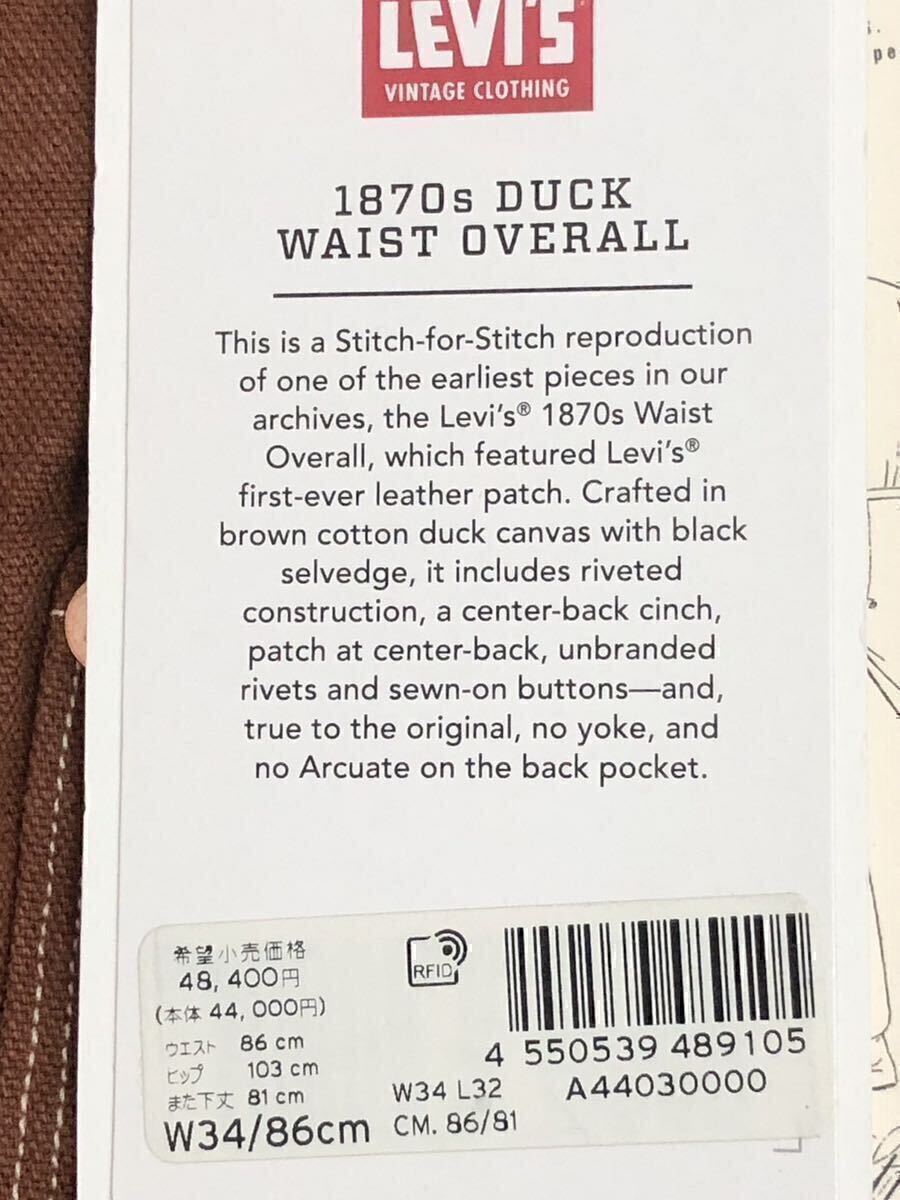 LEVI'S
VINTAGE CLOTHING
1870s DUCK
WAIST OVERALL
This is a Stitch-for-Stitch reproduction
of one of the earliest pieces in our
archives, the Levi's® 1870s Waist
Overall, which featured Levi's®
first-ever leather patch. Crafted in
brown cotton duck canvas with black
selvedge, it includes riveted
construction, a center-back cinch,
patch at center-back, unbranded
rivets and sewn-on buttons—and,
true to the original, no yoke, and
no Arcuate on the back pocket.
希望小売価格
48,400円
(本体 44,000円)
ウエスト 86 cm
ヒップ 103 cm
また下丈 81 cm
W34/86cm
RFID
4 550539 489105
W34 L32 A44030000
CM. 86/81